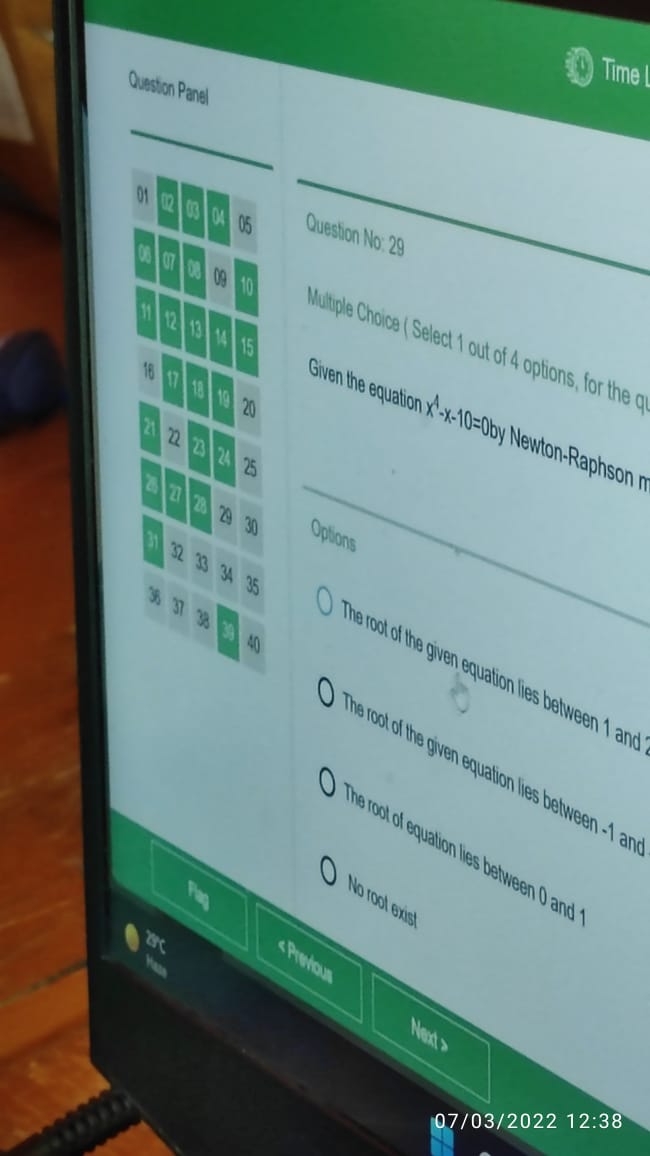 Time L
Question Panel
01 02 03 04 05
06 07 08 09 10
11 12 13 14 15
16 17 18 19 20
21 22 23 24 25
26 27 28 29 30
31 32 33 34 35
36 37 38 39 40
Question No: 29
Multiple Choice ( Select 1 out of 4 options, for the qu
Given the equation x⁴-x-10=0by Newton-Raphson m
Options
The root of the given equation lies between 1 and 2
The root of the given equation lies between -1 and
The root of equation lies between 0 and 1
No root exist
Flag
< Previous
Next >
29°C
Haze
07/03/2022 12:38